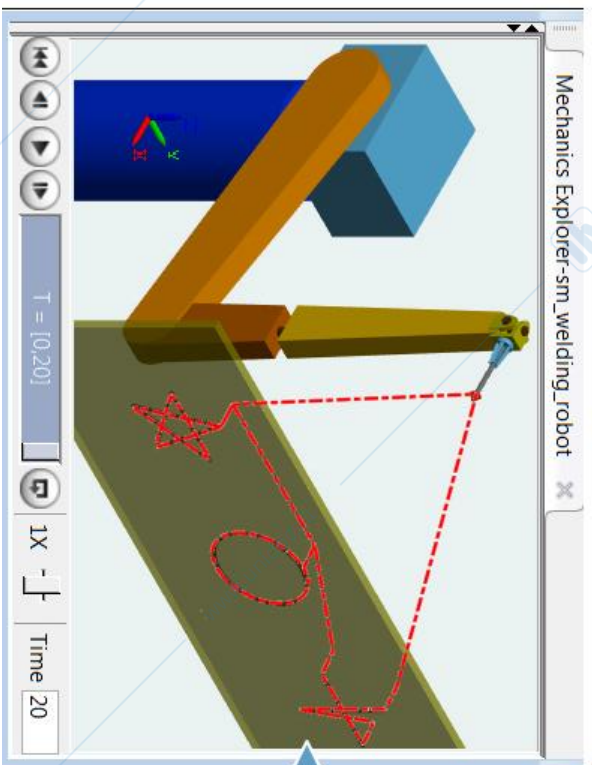 Mechanics Explorer-sm_welding_robot
T = [0,20]
1X
Time 20